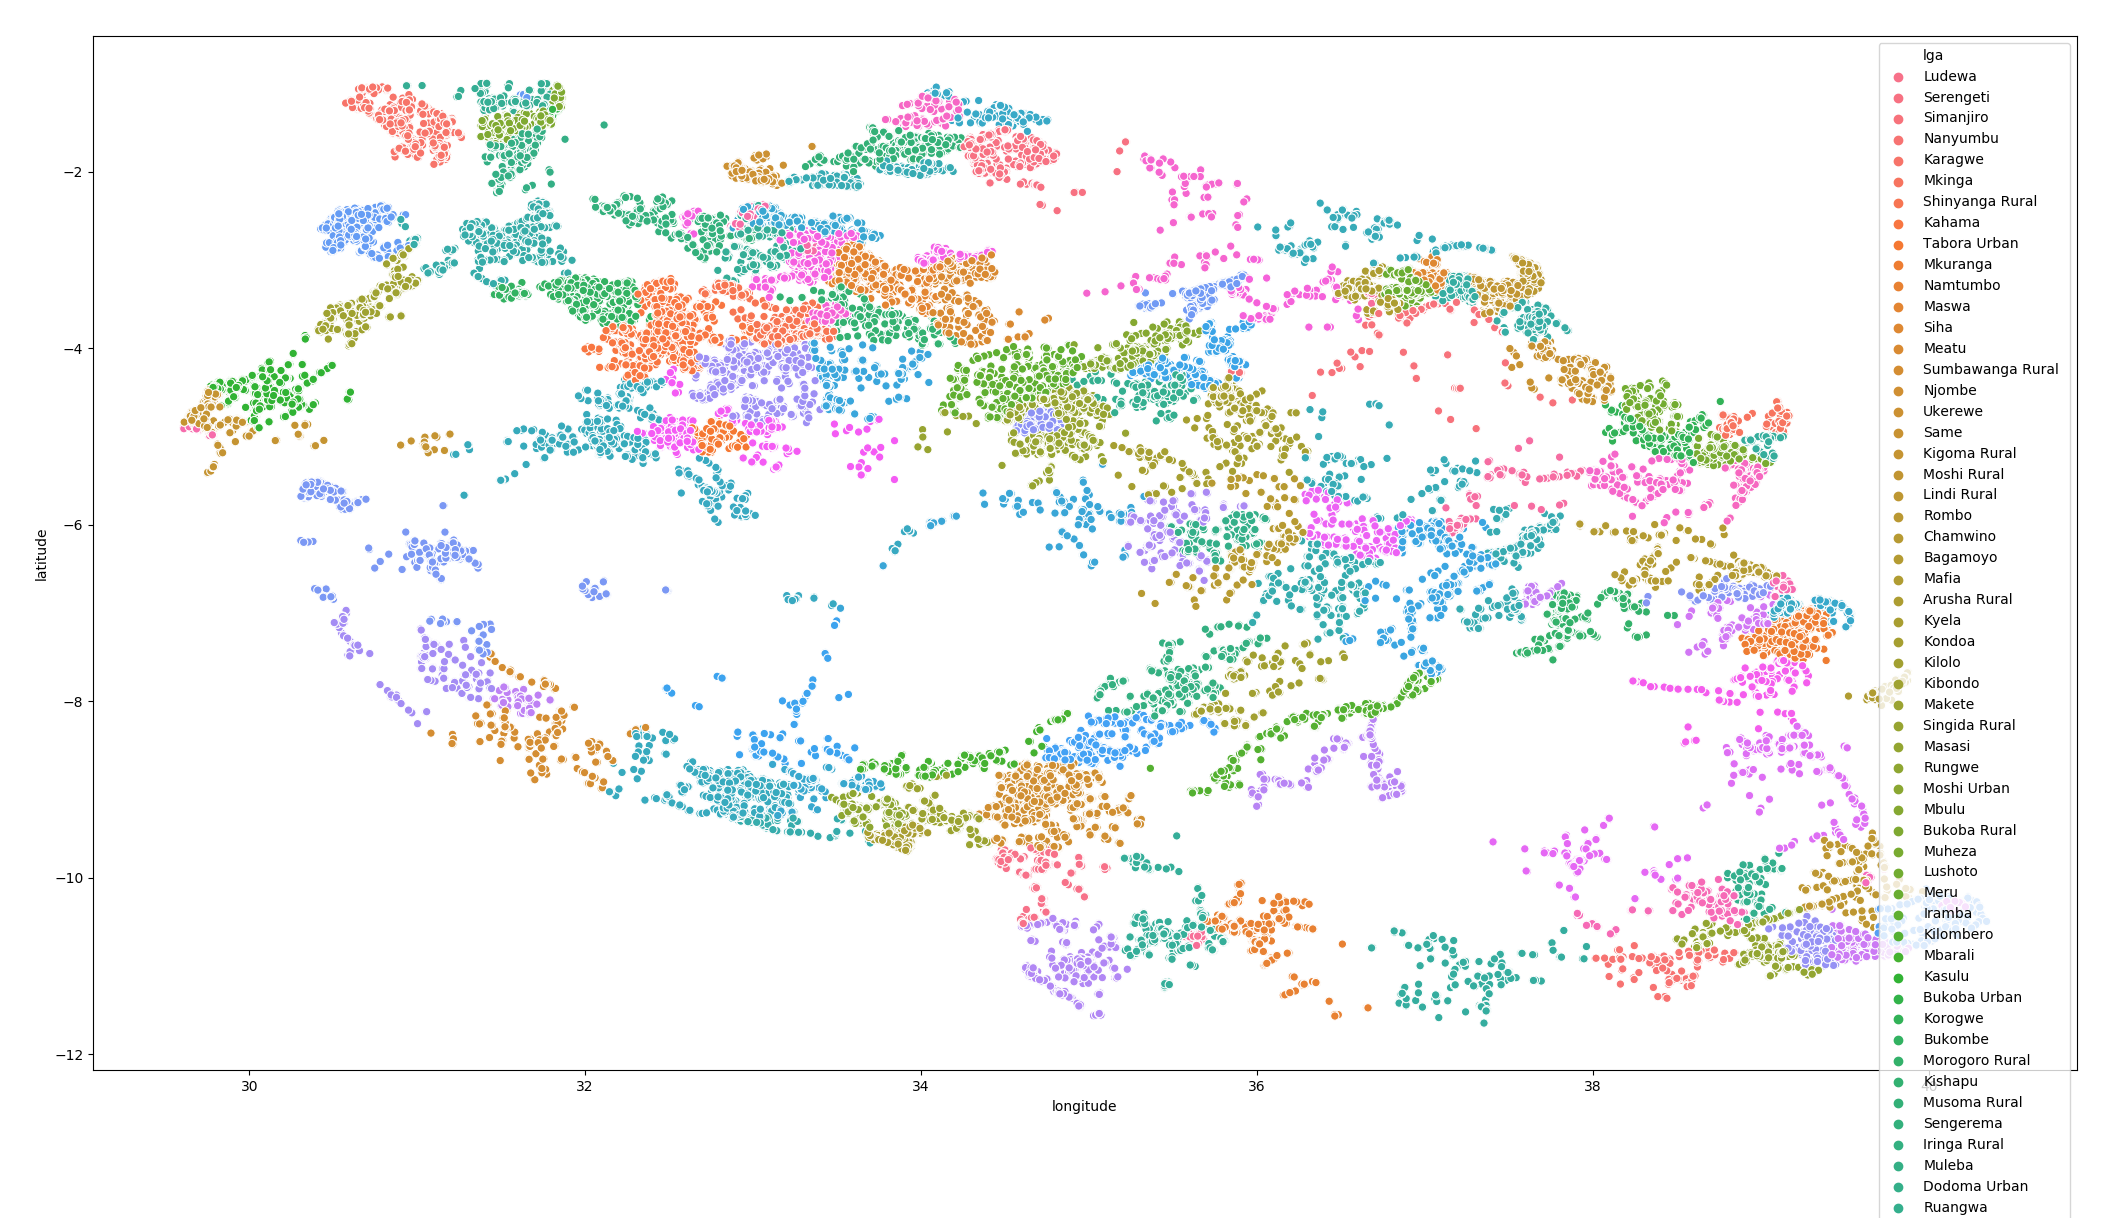 lga
Ludewa
Serengeti
Simanjiro
Nanyumbu
Karagwe
Mkinga
Shinyanga Rural
Kahama
Tabora Urban
Mkuranga
Namtumbo
Maswa
Siha
Meatu
Sumbawanga Rural
Njombe
Ukerewe
Same
Kigoma Rural
Moshi Rural
Lindi Rural
Rombo
Chamwino
Bagamoyo
Mafia
Arusha Rural
Kyela
Kondoa
Kilolo
Kibondo
Makete
Singida Rural
Masasi
Rungwe
Moshi Urban
Mbulu
Bukoba Rural
Muheza
Lushoto
Meru
Iramba
Kilombero
Mbarali
Kasulu
Bukoba Urban
Korogwe
Bukombe
Morogoro Rural
Kishapu
Musoma Rural
Sengerema
Iringa Rural
Muleba
Dodoma Urban
Ruangwa
−2
−4
−6
−8
−10
−12
latitude
30
32
34
36
38
40
longitude